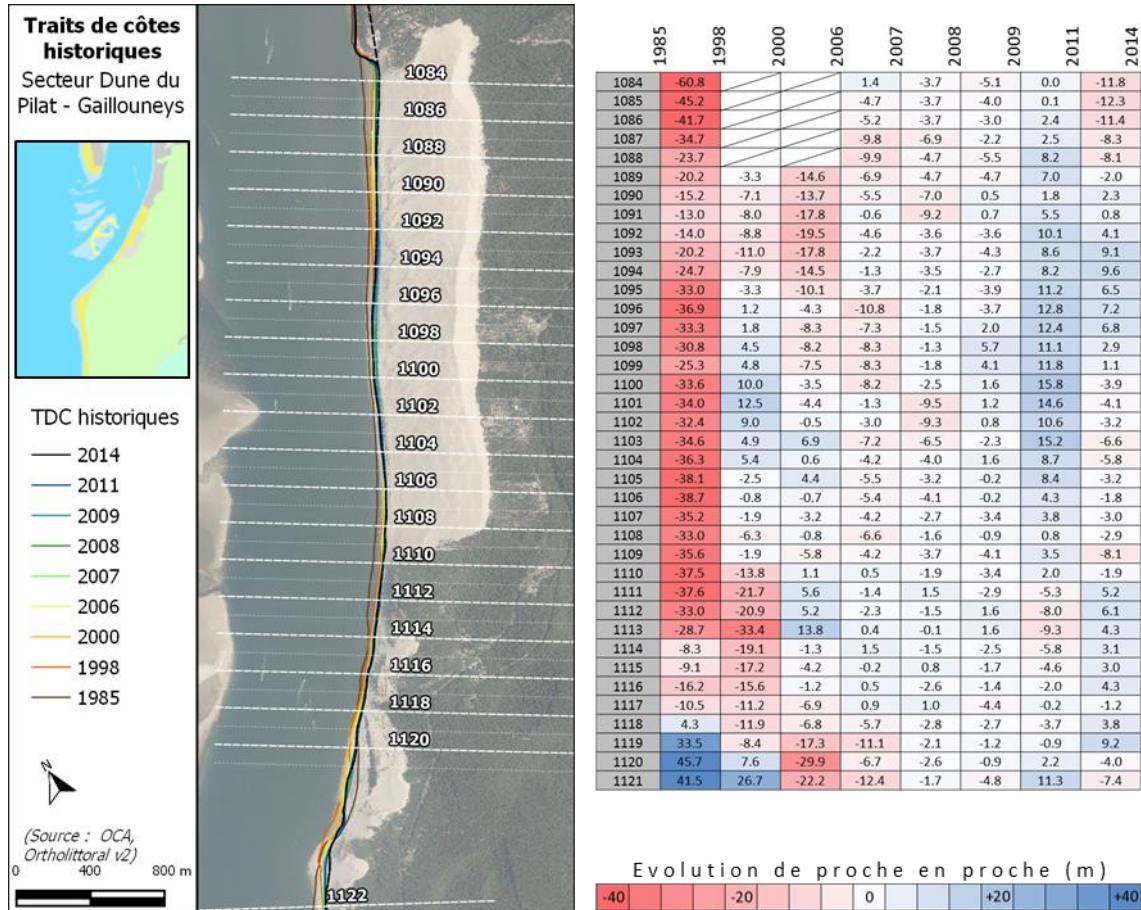 Traits de côtes
historiques
Secteur Dune du
Pilat - Gaillouneys
TDC historiques
2014
2011
2009
2008
2007
2006
2000
1998
1985
N
(Source : OCA,
Ortholittoral v2)
0 400 800 m
1084
1086
1088
1090
1092
1094
1096
1098
1100
1102
1104
1106
1108
1110
1112
1114
1116
1118
1120
1122
1985 1998 2000 2006 2007 2008 2009 2011 2014
1084 -60.8 1.4 -3.7 -5.1 0.0 -11.8
1085 -45.2 -4.7 -3.7 -4.0 0.1 -12.3
1086 -41.7 -5.2 -3.7 -3.0 2.4 -11.4
1087 -34.7 -9.8 -6.9 -2.2 2.5 -8.3
1088 -23.7 -9.9 -4.7 -5.5 8.2 -8.1
1089 -20.2 -3.3 -14.6 -6.9 -4.7 -4.7 7.0 -2.0
1090 -15.2 -7.1 -13.7 -5.5 -7.0 0.5 1.8 2.3
1091 -13.0 -8.0 -17.8 -0.6 -9.2 0.7 5.5 0.8
1092 -14.0 -8.8 -19.5 -4.6 -3.6 -3.6 10.1 4.1
1093 -20.2 -11.0 -17.8 -2.2 -3.7 -4.3 8.6 9.1
1094 -24.7 -7.9 -14.5 -1.3 -3.5 -2.7 8.2 9.6
1095 -33.0 -3.3 -10.1 -3.7 -2.1 -3.9 11.2 6.5
1096 -36.9 1.2 -4.3 -10.8 -1.8 -3.7 12.8 7.2
1097 -33.3 1.8 -8.3 -7.3 -1.5 2.0 12.4 6.8
1098 -30.8 4.5 -8.2 -8.3 -1.3 5.7 11.1 2.9
1099 -25.3 4.8 -7.5 -8.3 -1.8 4.1 11.8 1.1
1100 -33.6 10.0 -3.5 -8.2 -2.5 1.6 15.8 -3.9
1101 -34.0 12.5 -4.4 -1.3 -9.5 1.2 14.6 -4.1
1102 -32.4 9.0 -0.5 -3.0 -9.3 0.8 10.6 -3.2
1103 -34.6 4.9 6.9 -7.2 -6.5 -2.3 15.2 -6.6
1104 -36.3 5.4 0.6 -4.2 -4.0 1.6 8.7 -5.8
1105 -38.1 -2.5 4.4 -5.5 -3.2 -0.2 8.4 -3.2
1106 -38.7 -0.8 -0.7 -5.4 -4.1 -0.2 4.3 -1.8
1107 -35.2 -1.9 -3.2 -4.2 -2.7 -3.4 3.8 -3.0
1108 -33.0 -6.3 -0.8 -6.6 -1.6 -0.9 0.8 -2.9
1109 -35.6 -1.9 -5.8 -4.2 -3.7 -4.1 3.5 -8.1
1110 -37.5 -13.8 1.1 0.5 -1.9 -3.4 2.0 -1.9
1111 -37.6 -21.7 5.6 -1.4 1.5 -2.9 -5.3 5.2
1112 -33.0 -20.9 5.2 -2.3 -1.5 1.6 -8.0 6.1
1113 -28.7 -33.4 13.8 0.4 -0.1 1.6 -9.3 4.3
1114 -8.3 -19.1 -1.3 1.5 -1.5 -2.5 -5.8 3.1
1115 -9.1 -17.2 -4.2 -0.2 0.8 -1.7 -4.6 3.0
1116 -16.2 -15.6 -1.2 0.5 -2.6 -1.4 -2.0 4.3
1117 -10.5 -11.2 -6.9 0.9 1.0 -4.4 -0.2 -1.2
1118 4.3 -11.9 -6.8 -5.7 -2.8 -2.7 -3.7 3.8
1119 33.5 -8.4 -17.3 -11.1 -2.1 -1.2 -0.9 9.2
1120 45.7 7.6 -29.9 -6.7 -2.6 -0.9 2.2 -4.0
1121 41.5 26.7 -22.2 -12.4 -1.7 -4.8 11.3 -7.4
Evolution de proche en proche (m)
-40 -20 0 +20 +40